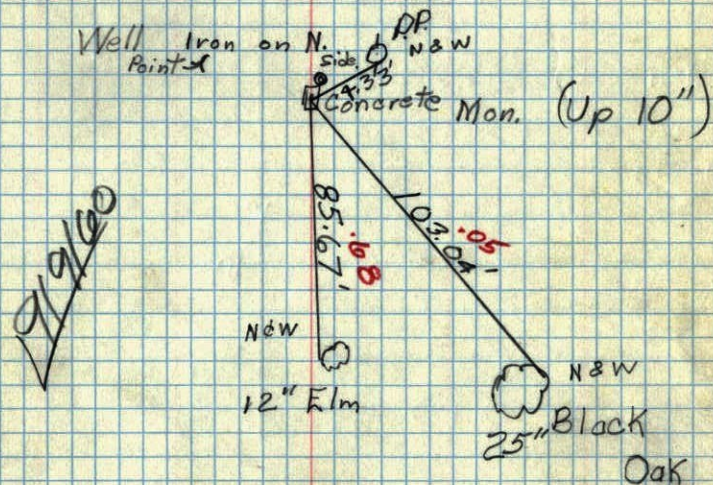 P.P.
Well Iron on N. N & W
Point side
4.33'
Concrete Mon. (Up 10")
9/9/60
85.67' .68
103.04' .05
N & W
12" Elm
N & W
25" Black
Oak